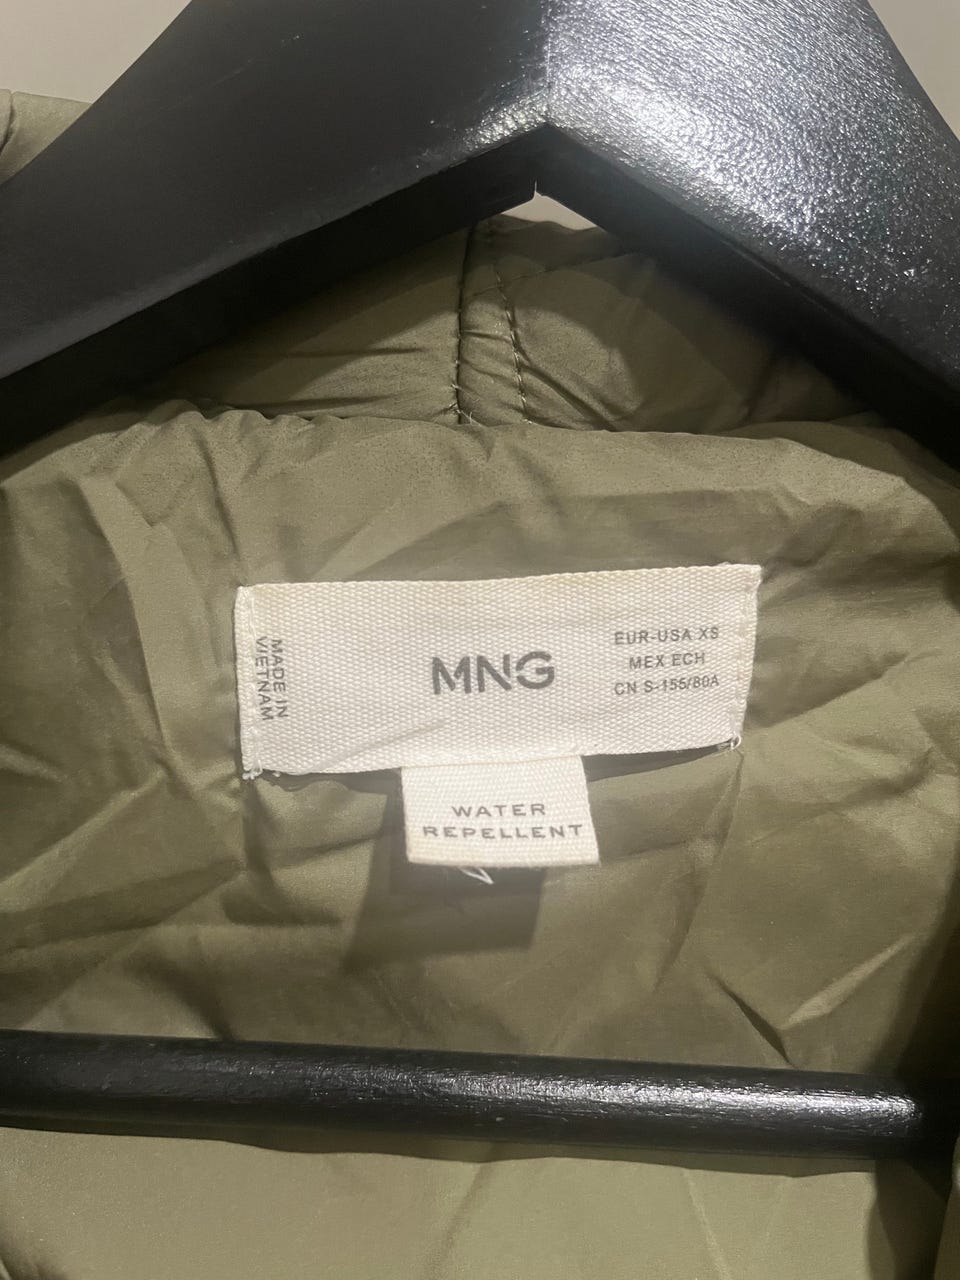 MADE IN
VIETNAM
MNG
EUR-USA XS
MEX ECH
CN S-155/80A
WATER
REPELLENT